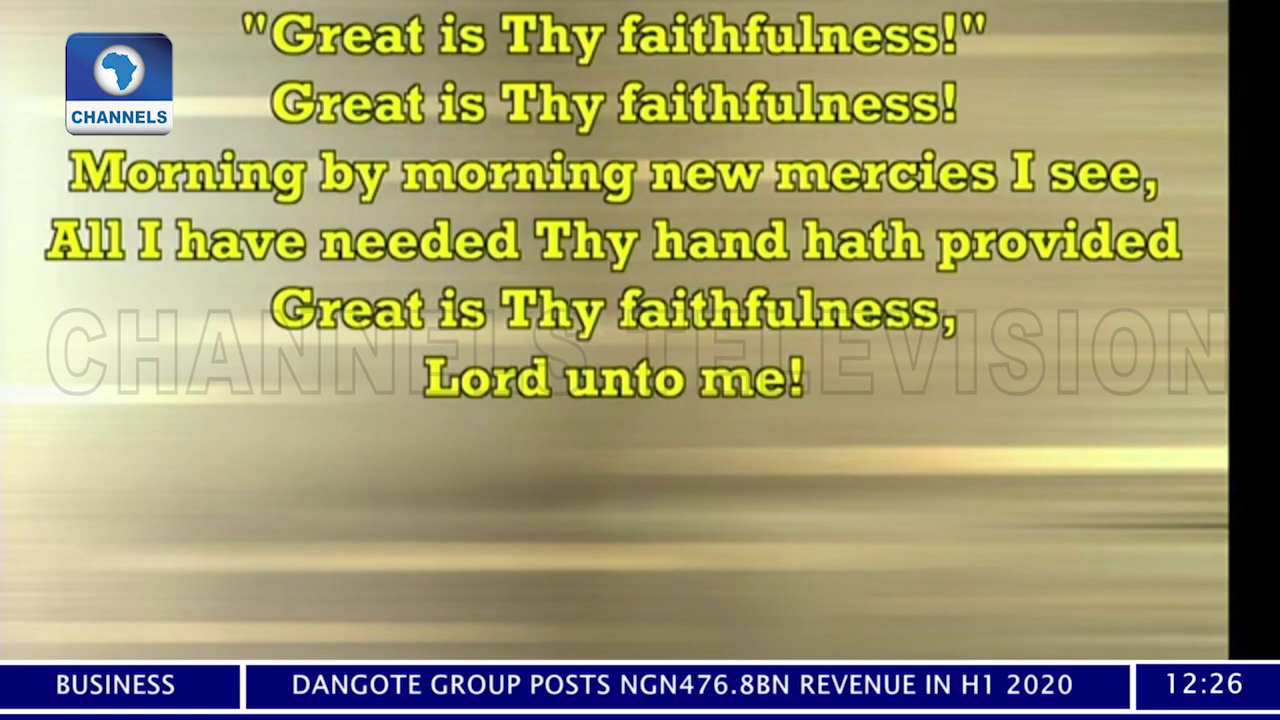 "Great is Thy faithfulness!"
CHANNELS
Great is Thy faithfulness!
Morning by morning new mercies I see,
All I have needed Thy hand hath provided
Great is Thy faithfulness,
CHANNELS TELEVISION
Lord unto me!
BUSINESS
DANGOTE GROUP POSTS NGN476.8BN REVENUE IN H1 2020
12:26